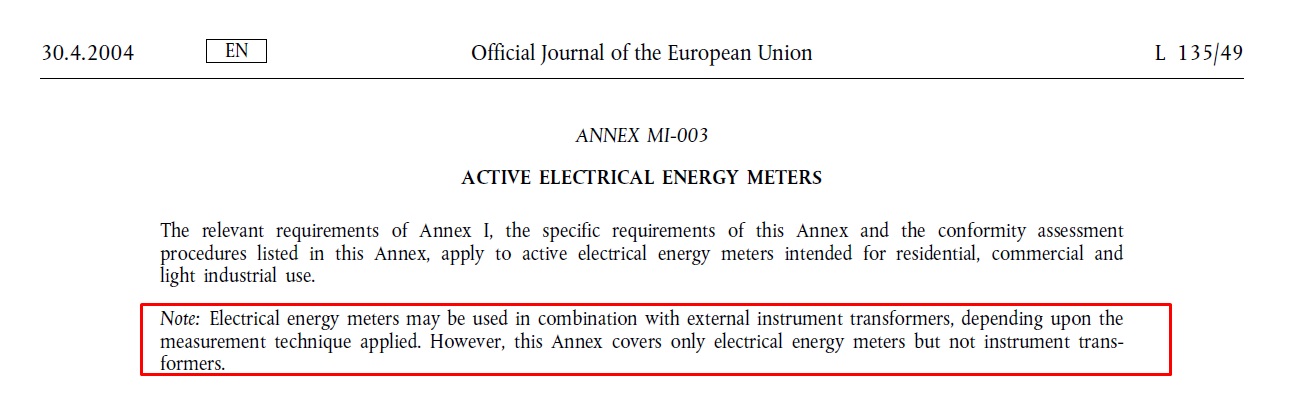 30.4.2004 EN Official Journal of the European Union L 135/49
ANNEX MI-003
ACTIVE ELECTRICAL ENERGY METERS
The relevant requirements of Annex I, the specific requirements of this Annex and the conformity assessment
procedures listed in this Annex, apply to active electrical energy meters intended for residential, commercial and
light industrial use.
Note: Electrical energy meters may be used in combination with external instrument transformers, depending upon the
measurement technique applied. However, this Annex covers only electrical energy meters but not instrument trans-
formers.